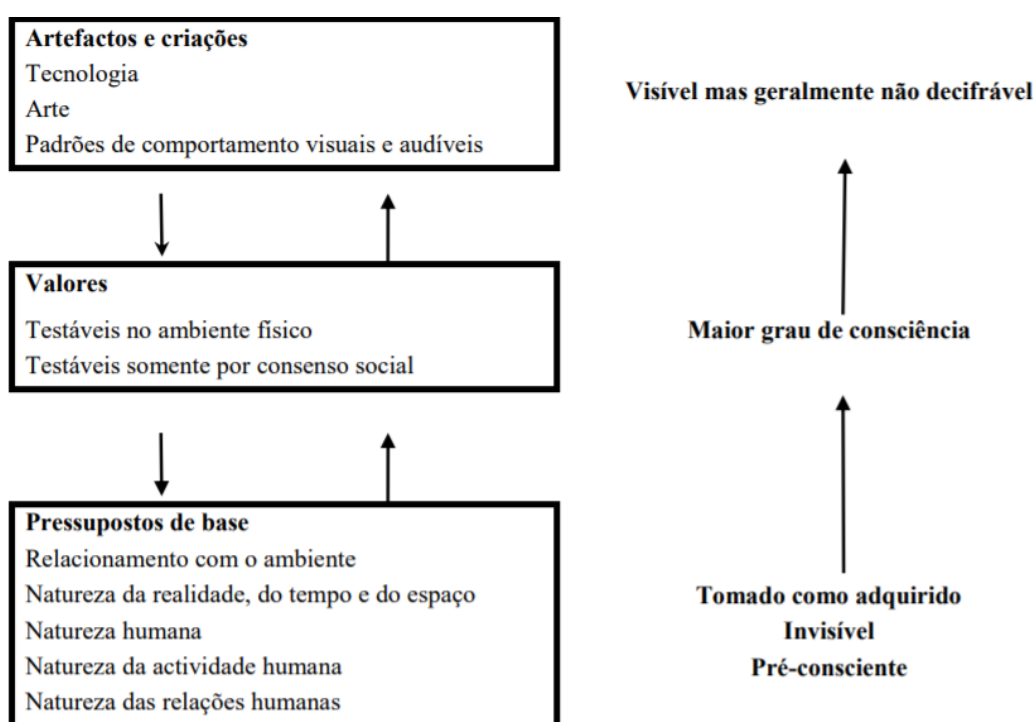 Artefactos e criações
Tecnologia
Arte
Padrões de comportamento visuais e audíveis
Visível mas geralmente não decifrável
Valores
Testáveis no ambiente físico
Testáveis somente por consenso social
Maior grau de consciência
Pressupostos de base
Relacionamento com o ambiente
Natureza da realidade, do tempo e do espaço
Natureza humana
Natureza da actividade humana
Natureza das relações humanas
Tomado como adquirido
Invisível
Pré-consciente